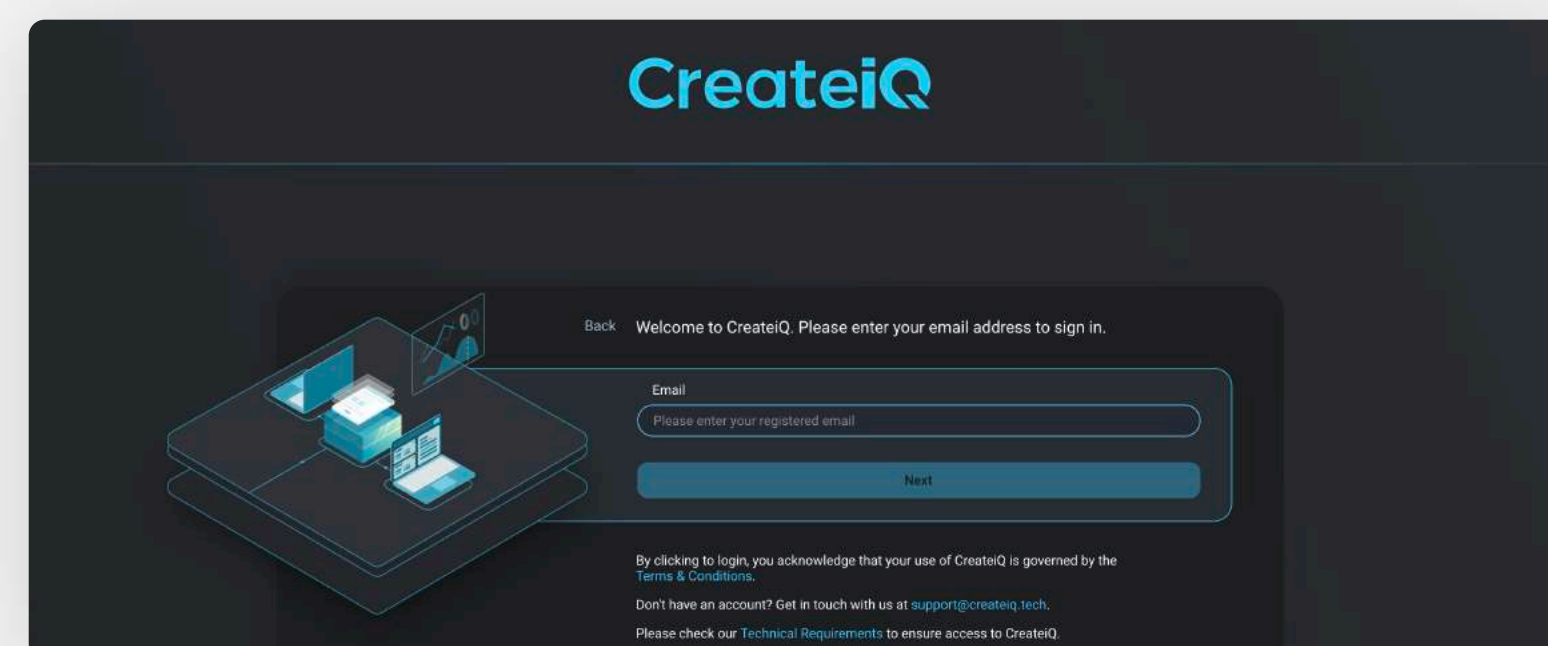 CreateiQ
Back Welcome to CreateiQ. Please enter your email address to sign in.
Email
Please enter your registered email
Next
By clicking to login, you acknowledge that your use of CreateiQ is governed by the
Terms & Conditions.
Don't have an account? Get in touch with us at support@createiq.tech.
Please check our Technical Requirements to ensure access to CreateiQ.